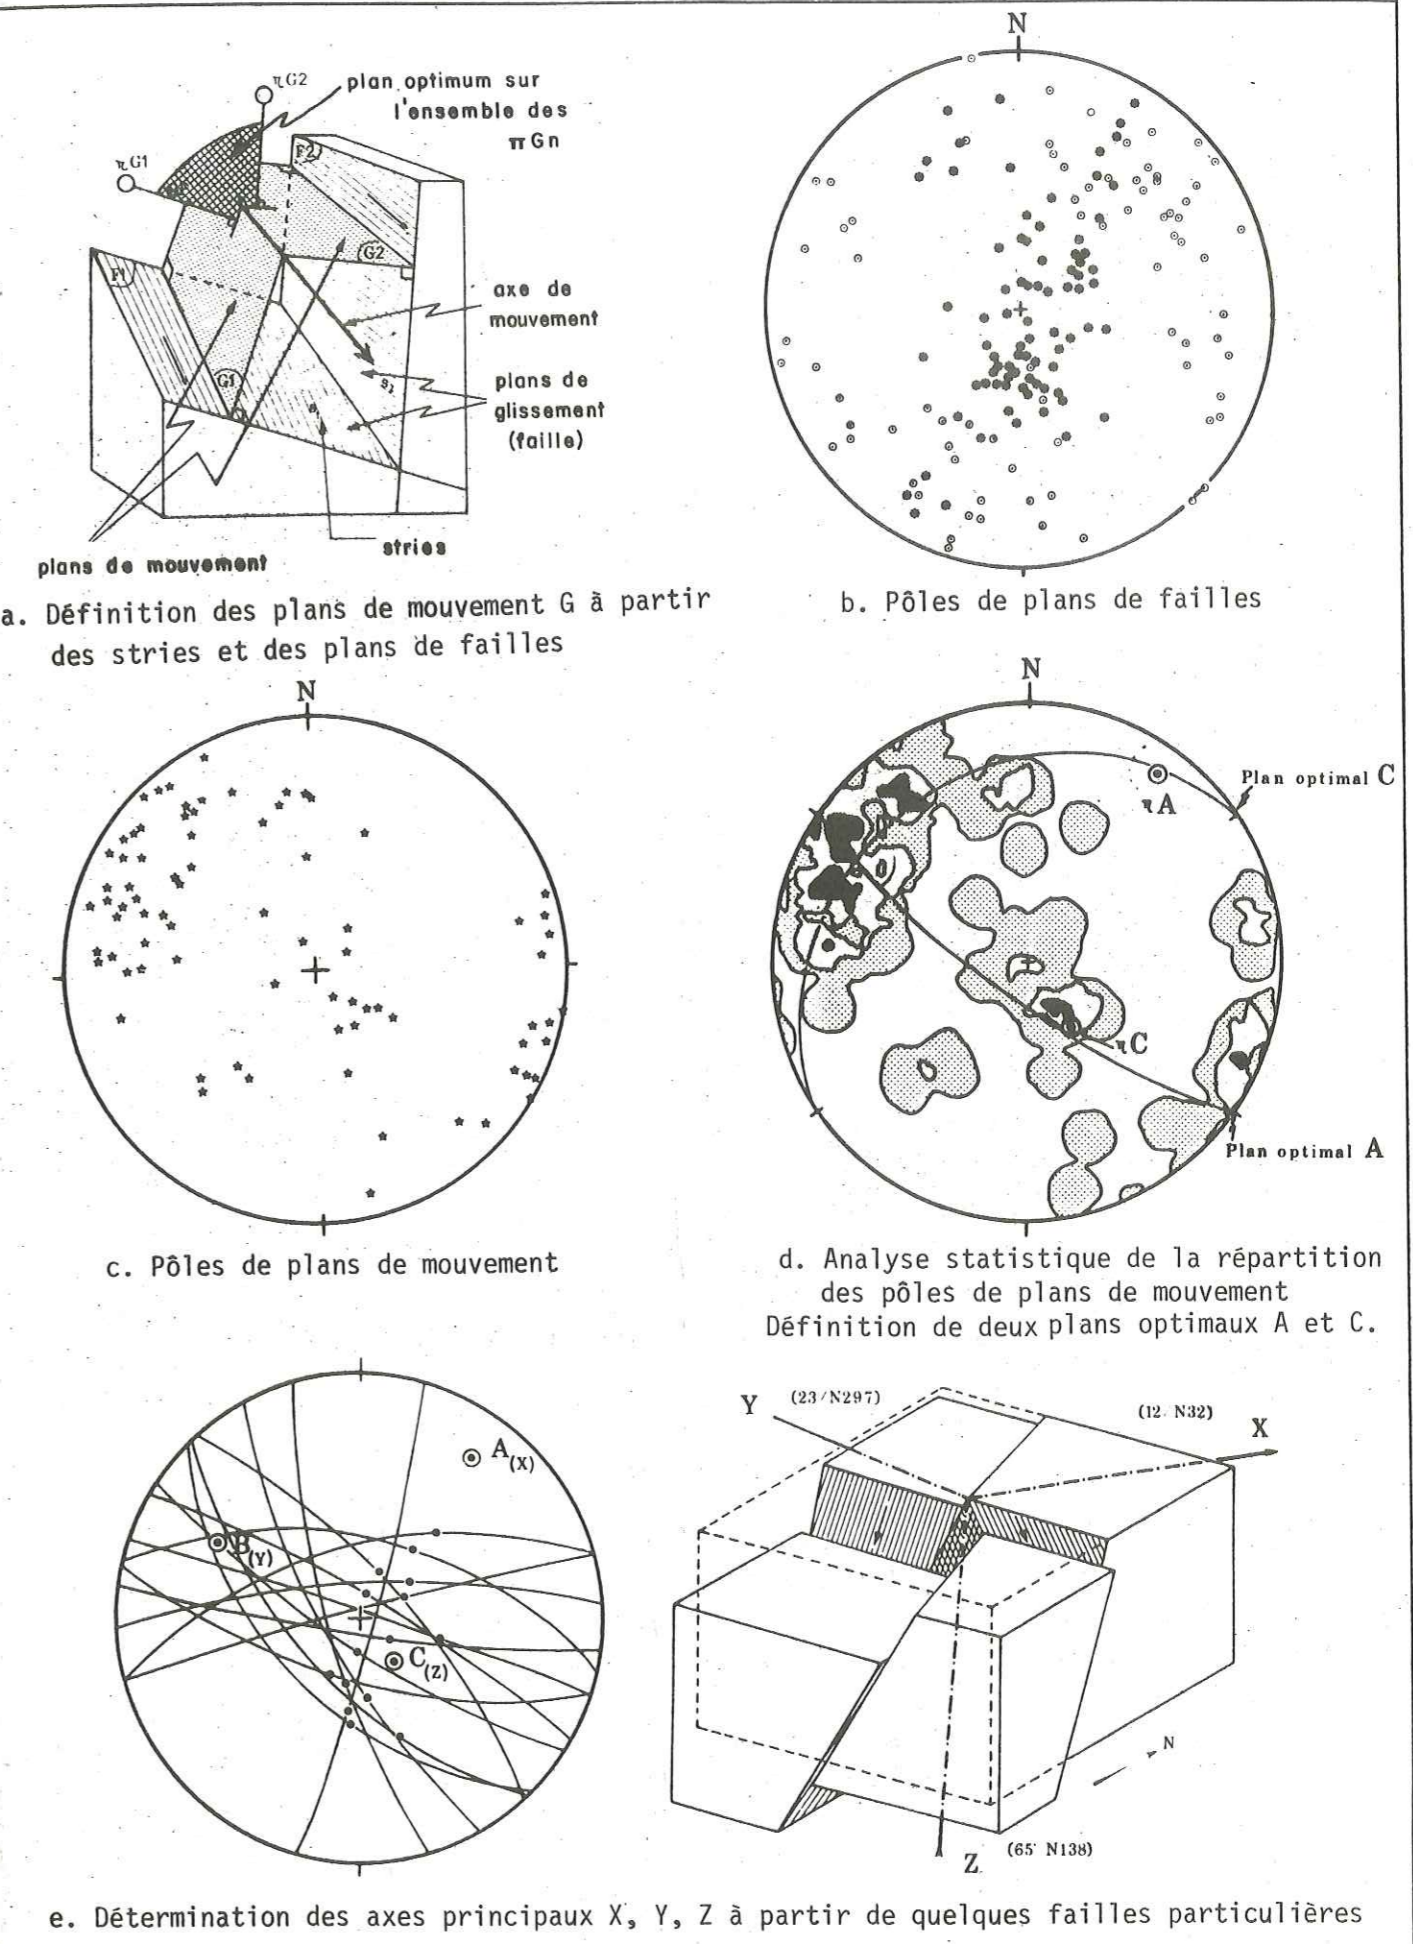 πG2
plan optimum sur
l'ensemble des
πGn
πG1
F2
G2
F1
axe de
mouvement
G1
plans de
glissement
(faille)
stries
plans de mouvement
a. Définition des plans de mouvement G à partir
des stries et des plans de failles
N
b. Pôles de plans de failles
N
c. Pôles de plans de mouvement
N
Plan optimal C
πA
πC
Plan optimal A
d. Analyse statistique de la répartition
des pôles de plans de mouvement
Définition de deux plans optimaux A et C.
A(X)
B(Y)
C(Z)
Y (23/N297)
(12. N32)
X
N
Z (65° N138)
e. Détermination des axes principaux X, Y, Z à partir de quelques failles particulières